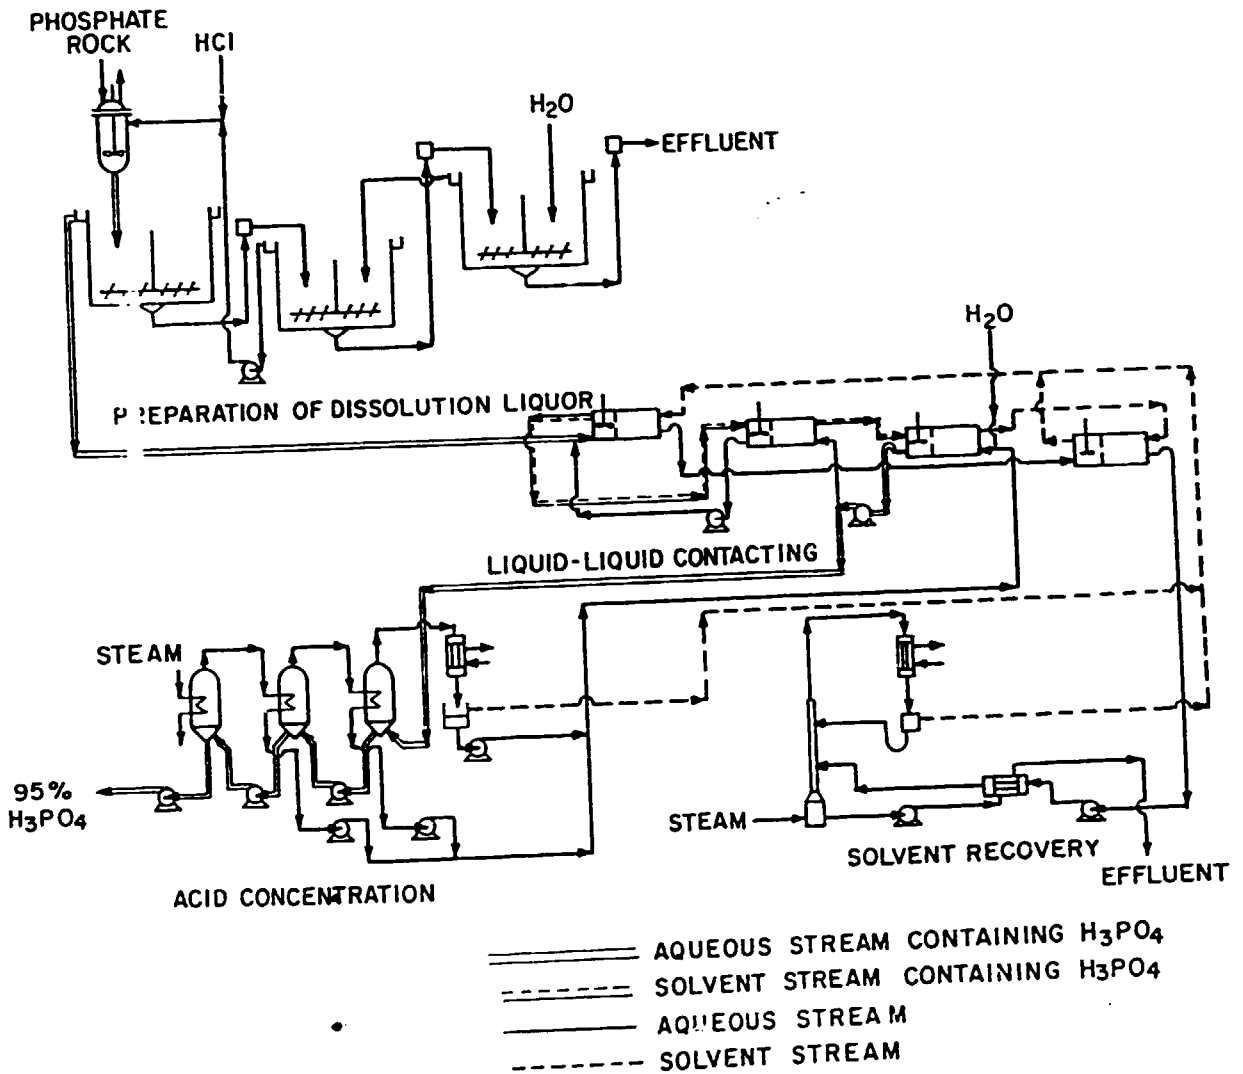 PHOSPHATE
ROCK
HCl
H2O
EFFLUENT
H2O
PREPARATION OF DISSOLUTION LIQUOR
LIQUID-LIQUID CONTACTING
STEAM
95%
H3PO4
STEAM
SOLVENT RECOVERY
EFFLUENT
ACID CONCENTRATION
AQUEOUS STREAM CONTAINING H3PO4
SOLVENT STREAM CONTAINING H3PO4
AQUEOUS STREAM
SOLVENT STREAM